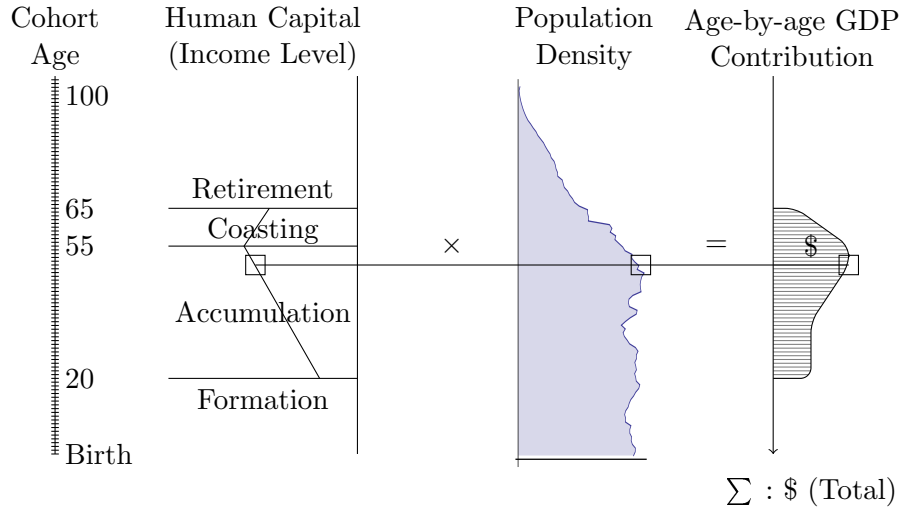 Cohort
Age
Human Capital
(Income Level)
Population
Density
Age-by-age GDP
Contribution
100
Retirement
65
Coasting
55
×
=
$
Accumulation
20
Formation
Birth
∑ : $ (Total)